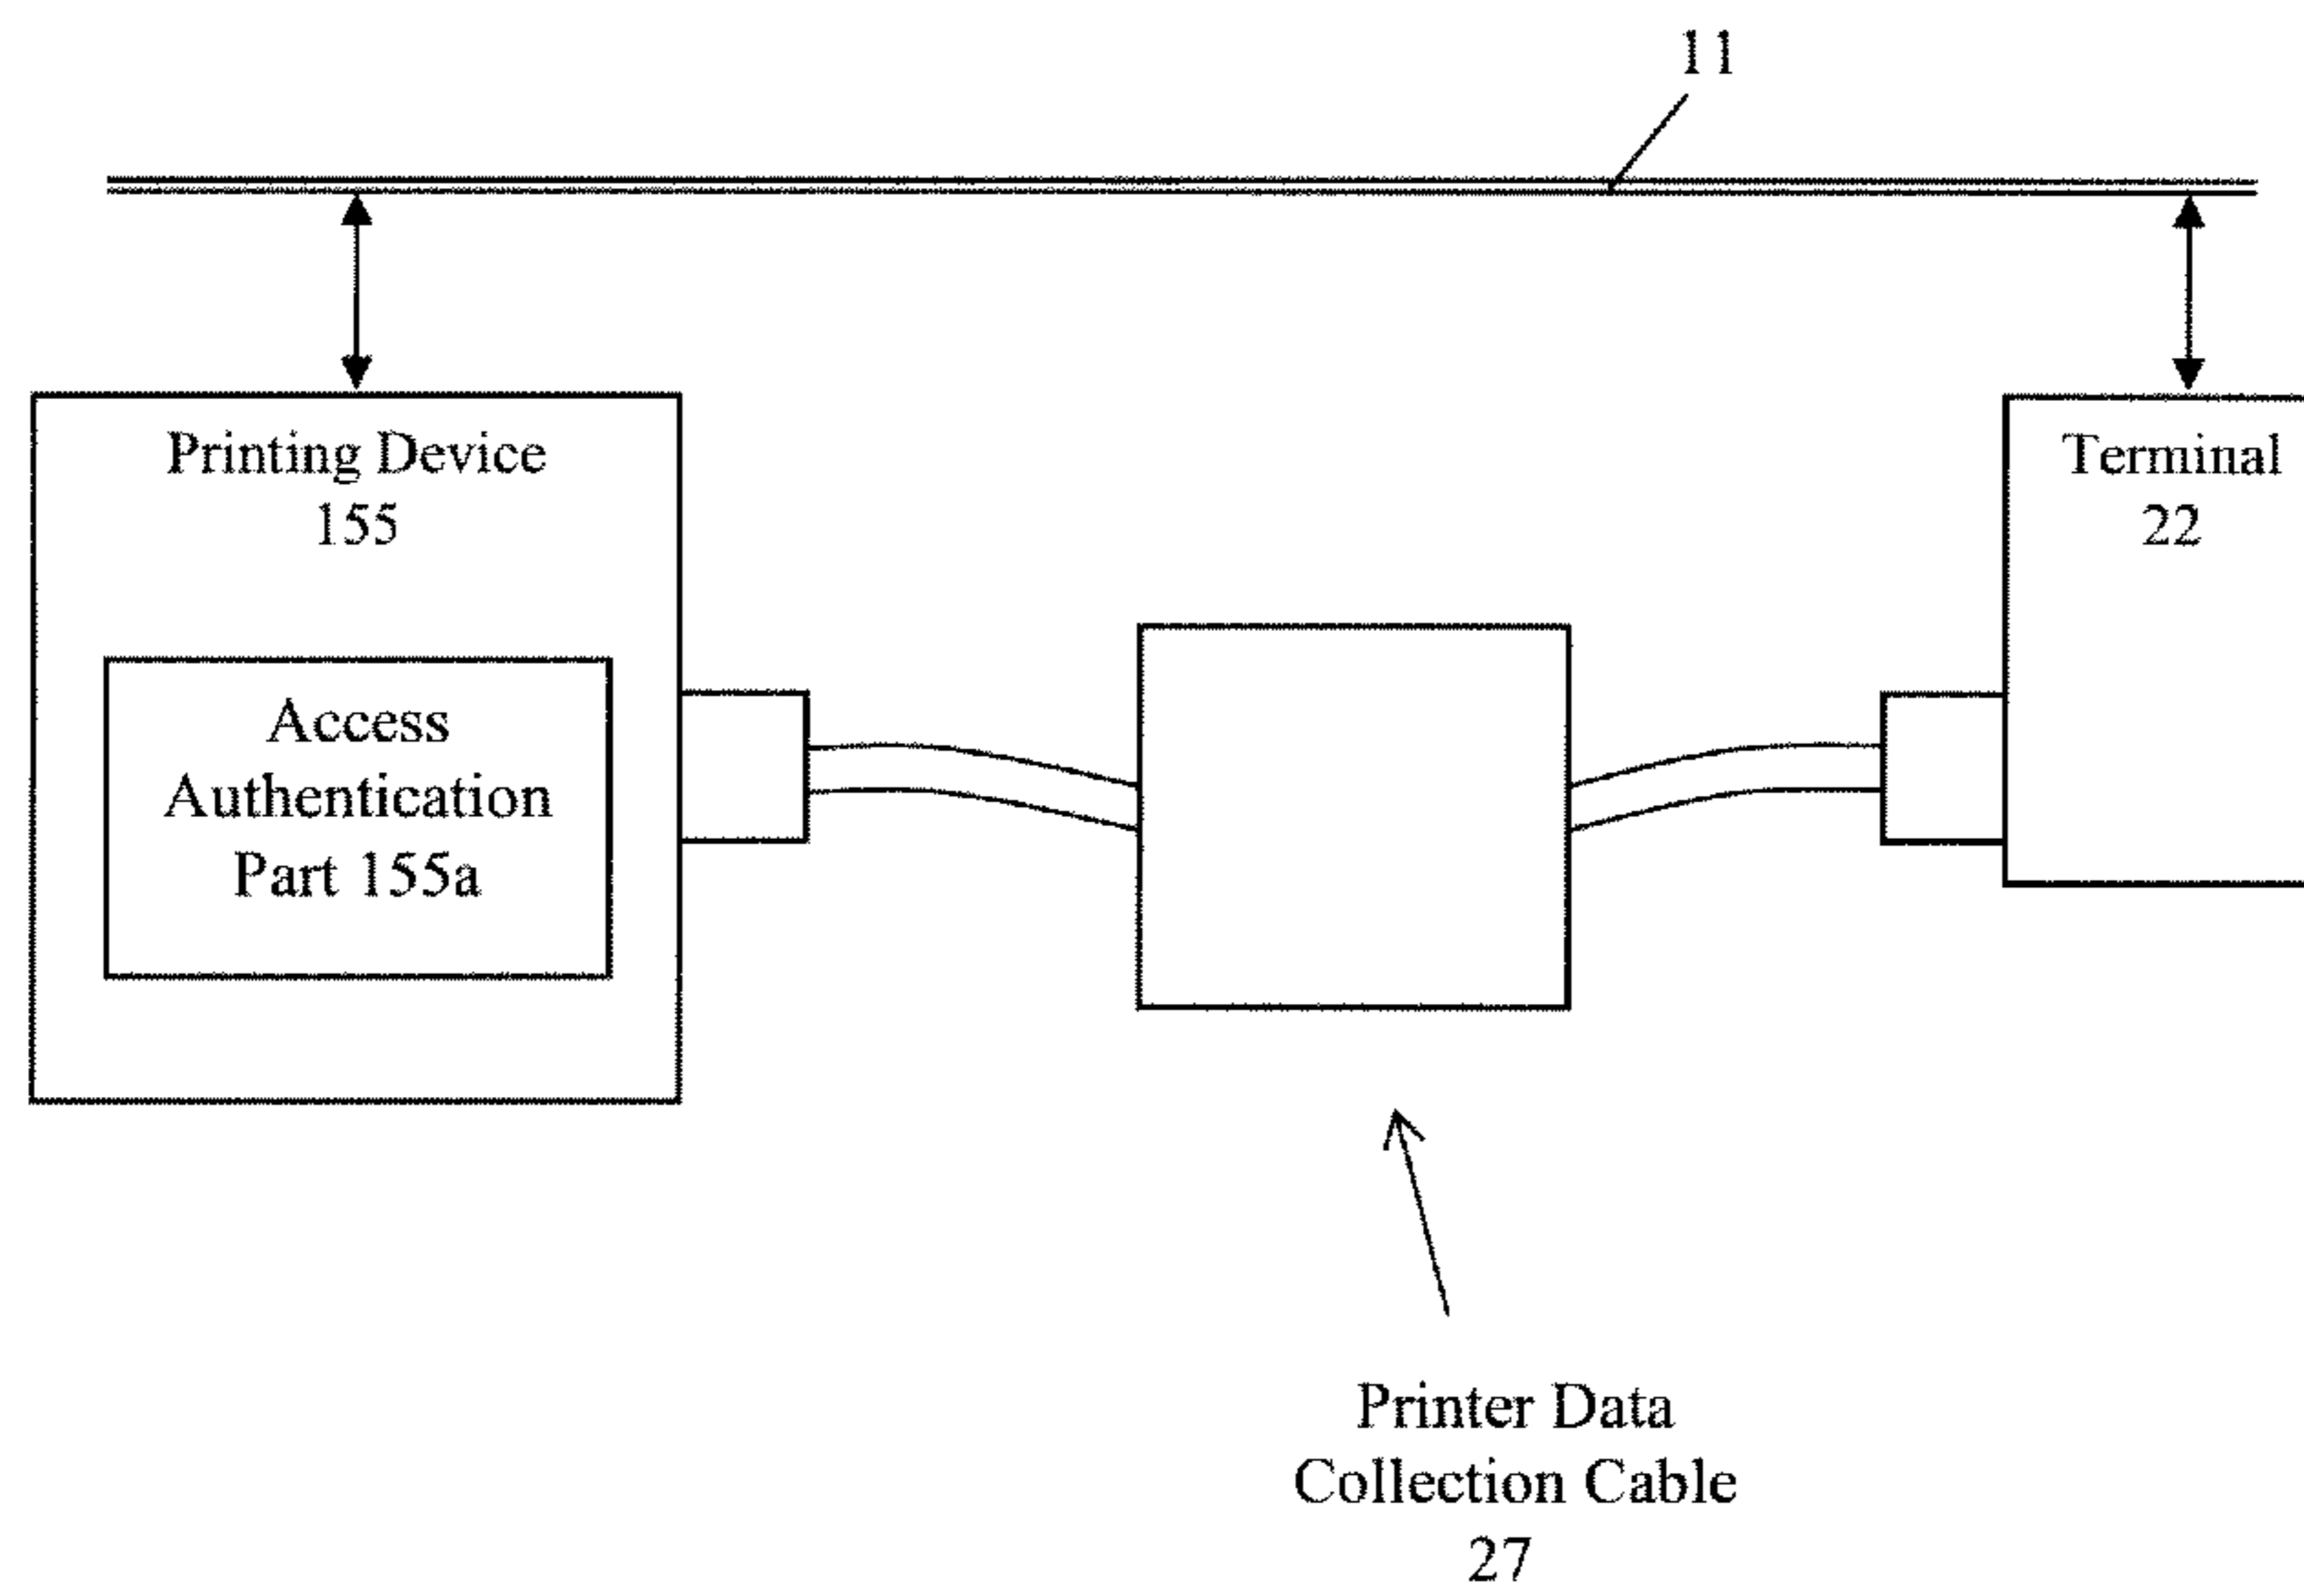 11
Printing Device
155
Access
Authentication
Part 155a
Terminal
22
Printer Data
Collection Cable
27